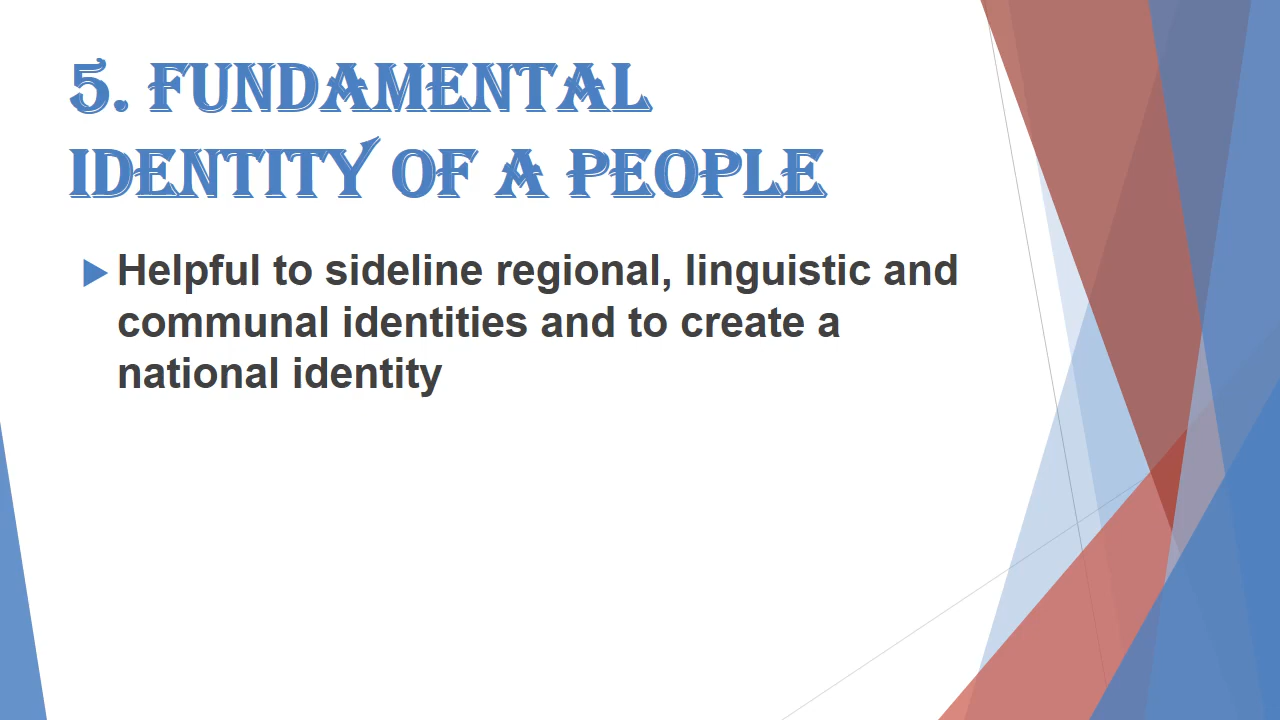 5. FUNDAMENTAL
IDENTITY OF A PEOPLE
Helpful to sideline regional, linguistic and
communal identities and to create a
national identity